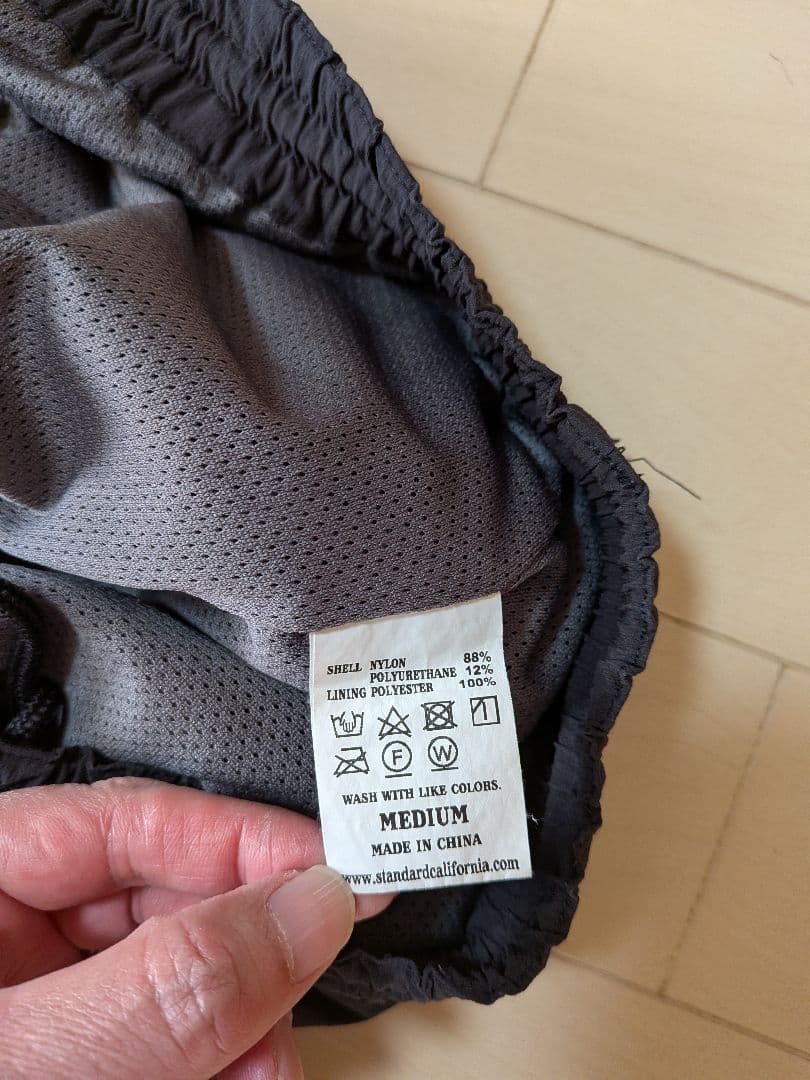 SHELL NYLON 88%
POLYURETHANE 12%
LINING POLYESTER 100%
F W
WASH WITH LIKE COLORS.
MEDIUM
MADE IN CHINA
www.standardcalifornia.com